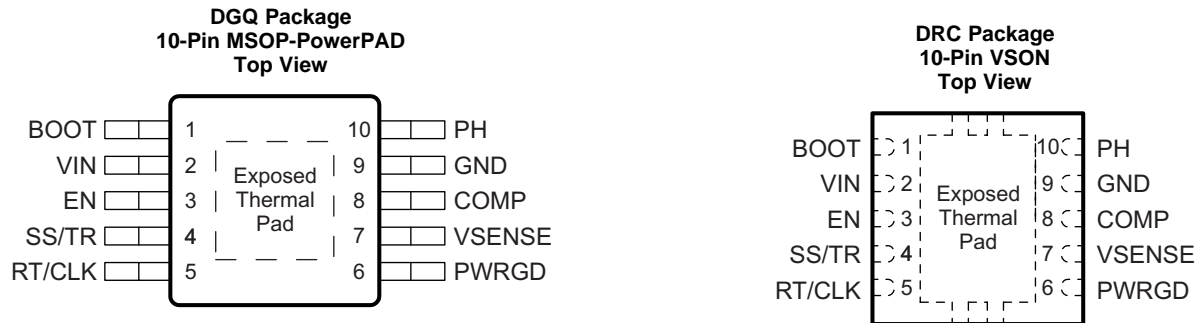 DGQ Package
10-Pin MSOP-PowerPAD
Top View
BOOT 1 10 PH
VIN 2 9 GND
EN 3 8 COMP
SS/TR 4 7 VSENSE
RT/CLK 5 6 PWRGD
Exposed
Thermal
Pad
DRC Package
10-Pin VSON
Top View
BOOT 1 10 PH
VIN 2 9 GND
EN 3 8 COMP
SS/TR 4 7 VSENSE
RT/CLK 5 6 PWRGD
Exposed
Thermal
Pad